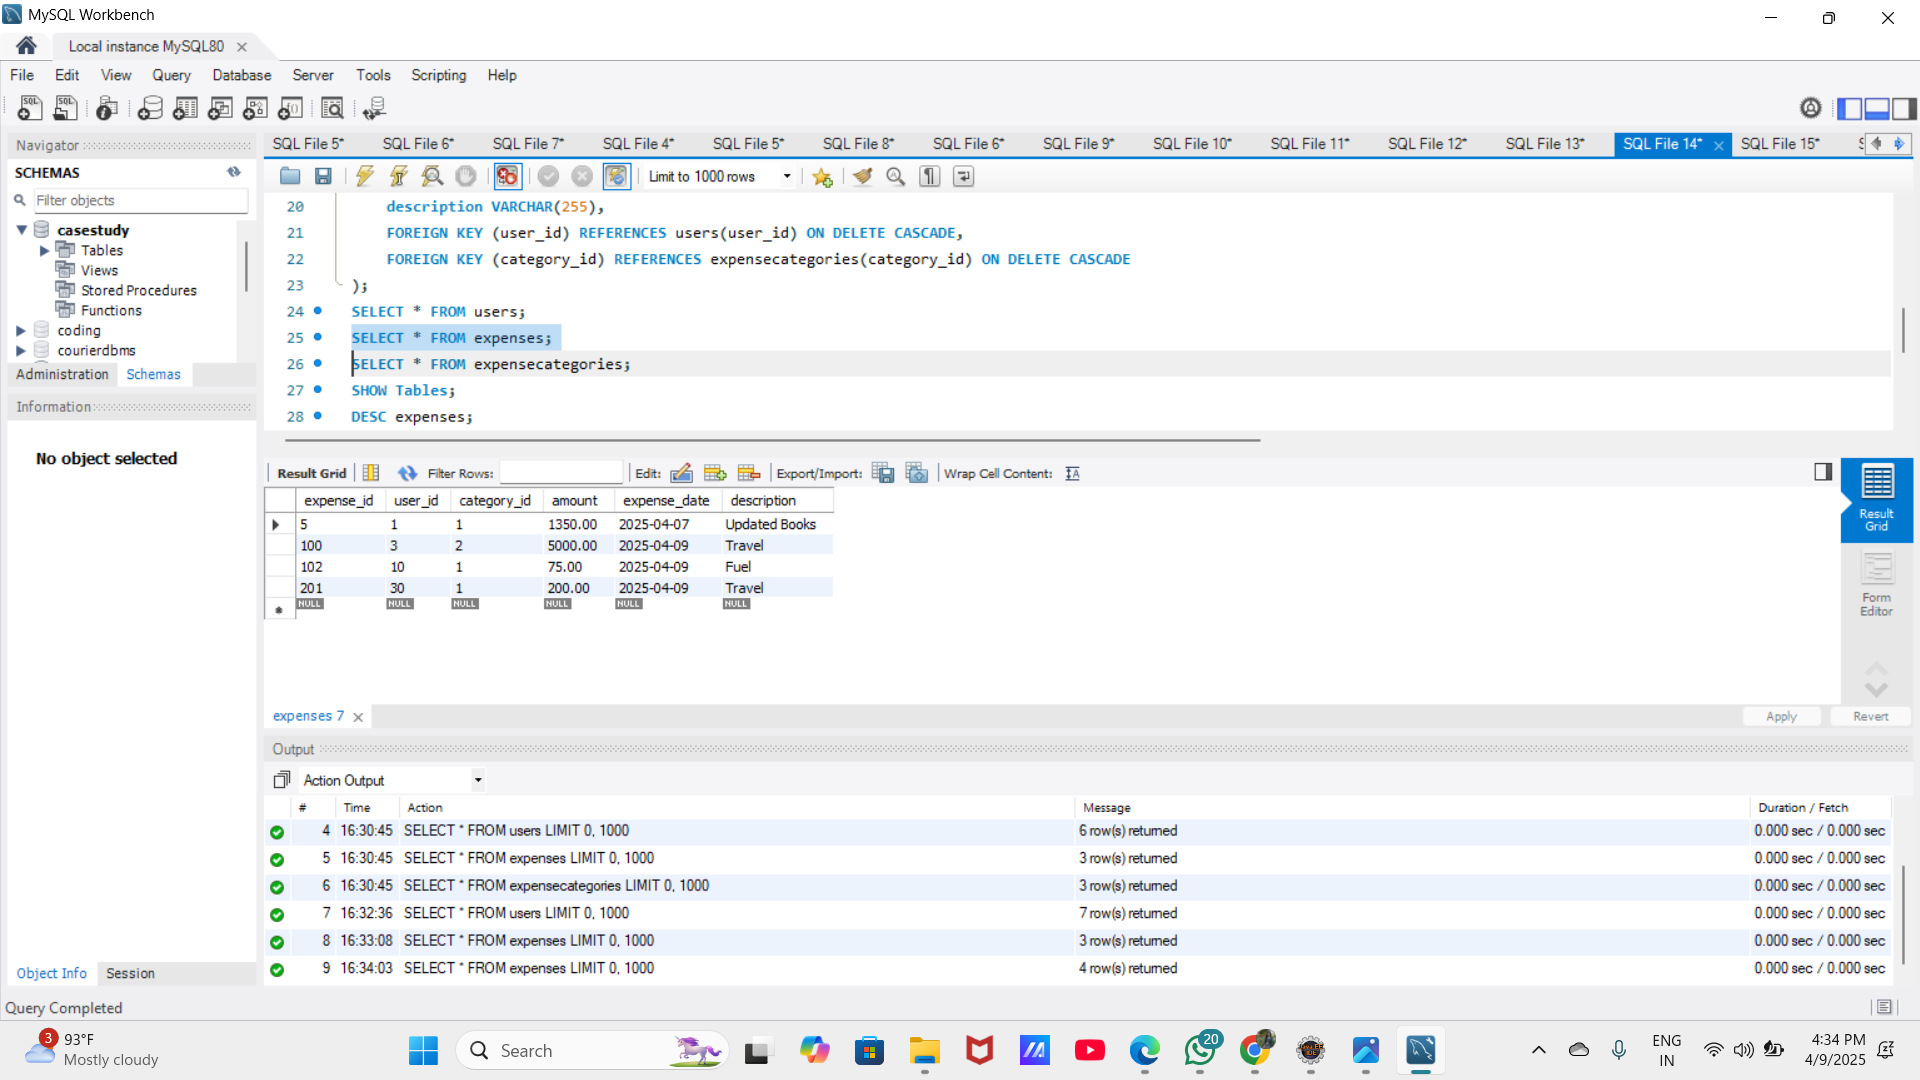 MySQL Workbench
Local instance MySQL80
File Edit View Query Database Server Tools Scripting Help
Navigator
SCHEMAS
Filter objects
casestudy
Tables
Views
Stored Procedures
Functions
coding
courierdbms
Administration Schemas
Information
No object selected
Object Info Session
SQL File 5* SQL File 6* SQL File 7* SQL File 4* SQL File 5* SQL File 8* SQL File 6* SQL File 9* SQL File 10* SQL File 11* SQL File 12* SQL File 13* SQL File 14* SQL File 15*
Limit to 1000 rows
20 description VARCHAR(255),
21 FOREIGN KEY (user_id) REFERENCES users(user_id) ON DELETE CASCADE,
22 FOREIGN KEY (category_id) REFERENCES expensecategories(category_id) ON DELETE CASCADE
23 );
24 SELECT * FROM users;
25 SELECT * FROM expenses;
26 SELECT * FROM expensecategories;
27 SHOW Tables;
28 DESC expenses;
Result Grid Filter Rows: Edit: Export/Import: Wrap Cell Content:
expense_id user_id category_id amount expense_date description
5 1 1 1350.00 2025-04-07 Updated Books
100 3 2 5000.00 2025-04-09 Travel
102 10 1 75.00 2025-04-09 Fuel
201 30 1 200.00 2025-04-09 Travel
NULL NULL NULL NULL NULL NULL
Result
Grid
Form
Editor
expenses 7
Apply Revert
Output
Action Output
# Time Action Message Duration / Fetch
4 16:30:45 SELECT * FROM users LIMIT 0, 1000 6 row(s) returned 0.000 sec / 0.000 sec
5 16:30:45 SELECT * FROM expenses LIMIT 0, 1000 3 row(s) returned 0.000 sec / 0.000 sec
6 16:30:45 SELECT * FROM expensecategories LIMIT 0, 1000 3 row(s) returned 0.000 sec / 0.000 sec
7 16:32:36 SELECT * FROM users LIMIT 0, 1000 7 row(s) returned 0.000 sec / 0.000 sec
8 16:33:08 SELECT * FROM expenses LIMIT 0, 1000 3 row(s) returned 0.000 sec / 0.000 sec
9 16:34:03 SELECT * FROM expenses LIMIT 0, 1000 4 row(s) returned 0.000 sec / 0.000 sec
Query Completed
3
93°F
Mostly cloudy
Search
20
ENG
IN
4:34 PM
4/9/2025